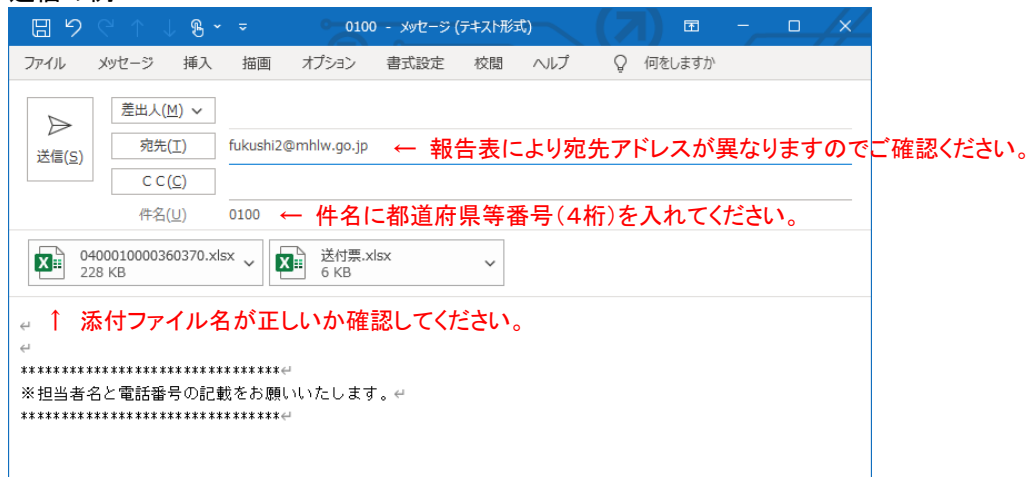 0100 - メッセージ (テキスト形式)
ファイル メッセージ 挿入 描画 オプション 書式設定 校閲 ヘルプ 何をしますか
差出人(M)
送信(S)
宛先(T) fukushi2@mhlw.go.jp ← 報告表により宛先アドレスが異なりますのでご確認ください。
C C(C)
件名(U) 0100 ← 件名に都道府県等番号(4桁)を入れてください。
0400010000360370.xlsx
228 KB
送付票.xlsx
6 KB
↑ 添付ファイル名が正しいか確認してください。
********************************
※担当者名と電話番号の記載をお願いいたします。
********************************